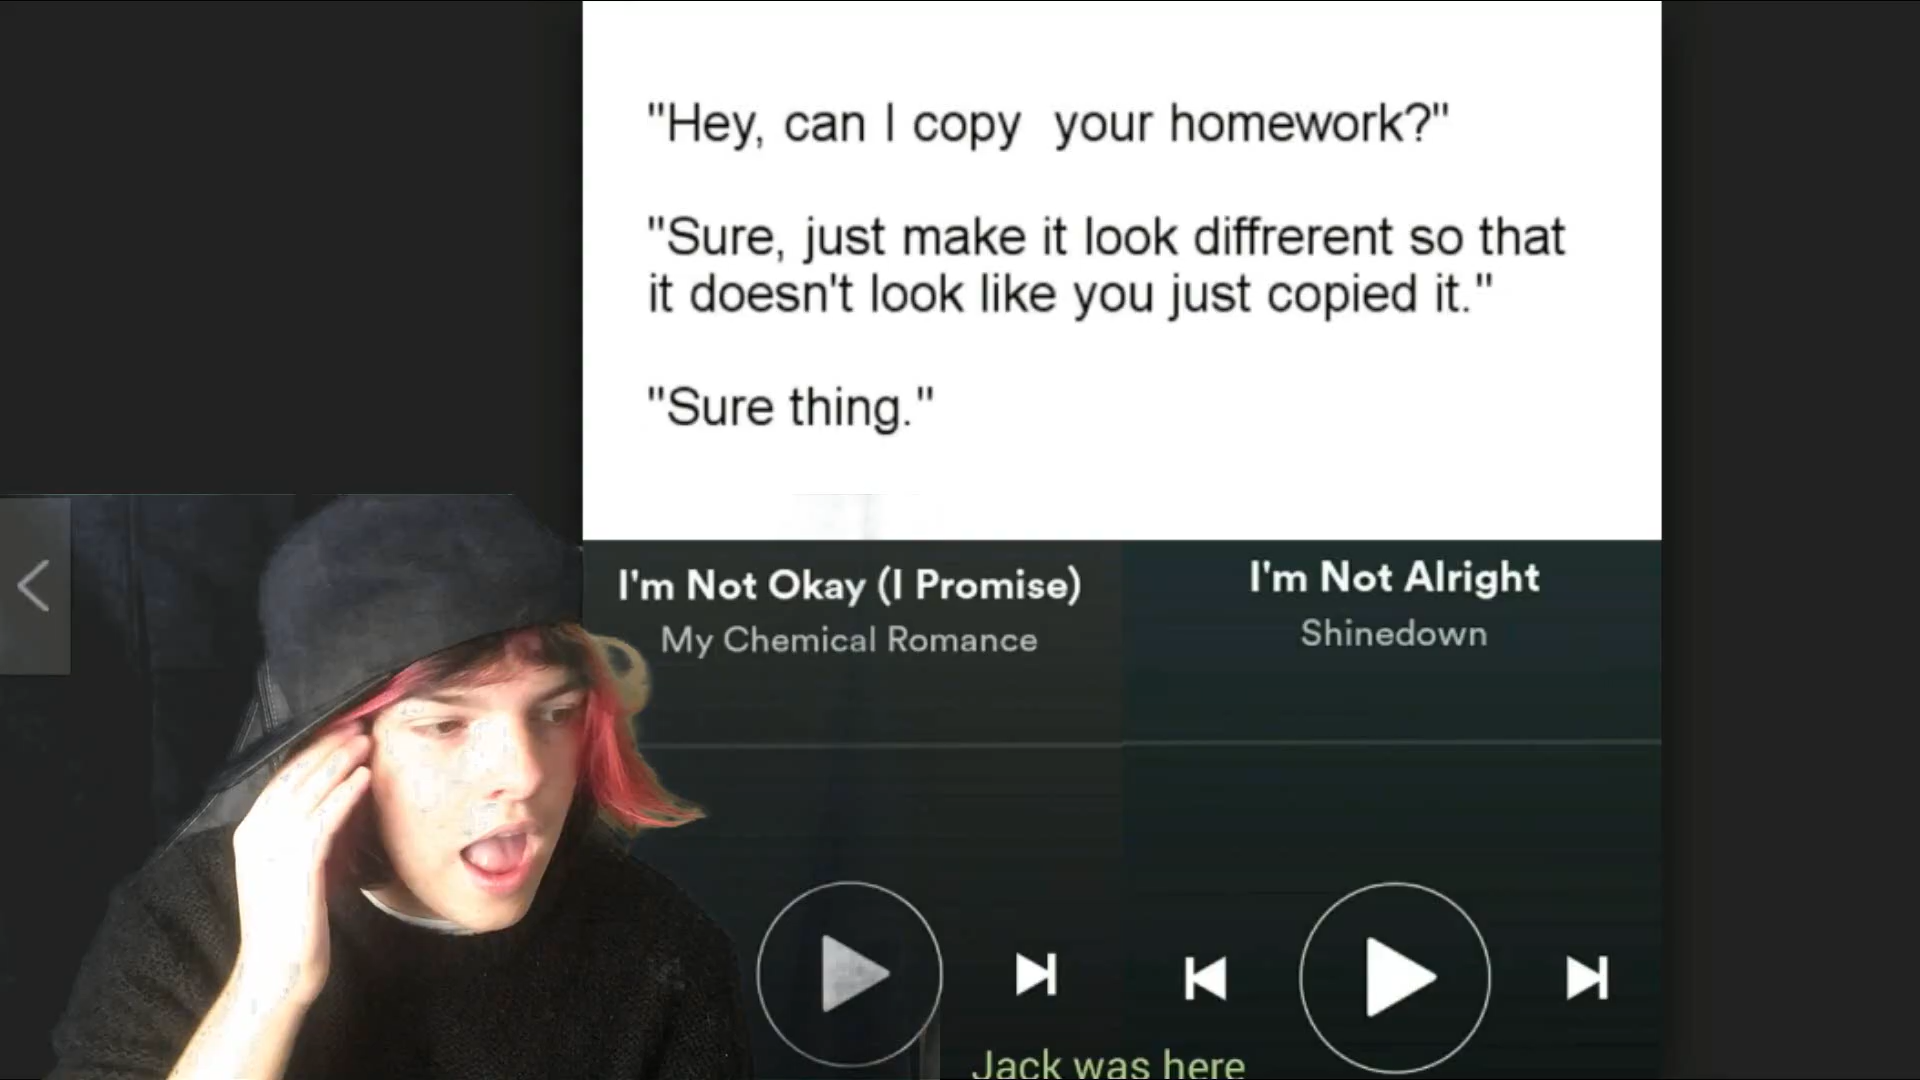 "Hey, can I copy  your homework?"
"Sure, just make it look diffrerent so that
it doesn't look like you just copied it."
"Sure thing."
I'm Not Okay (I Promise)
My Chemical Romance
I'm Not Alright
Shinedown
Jack was here